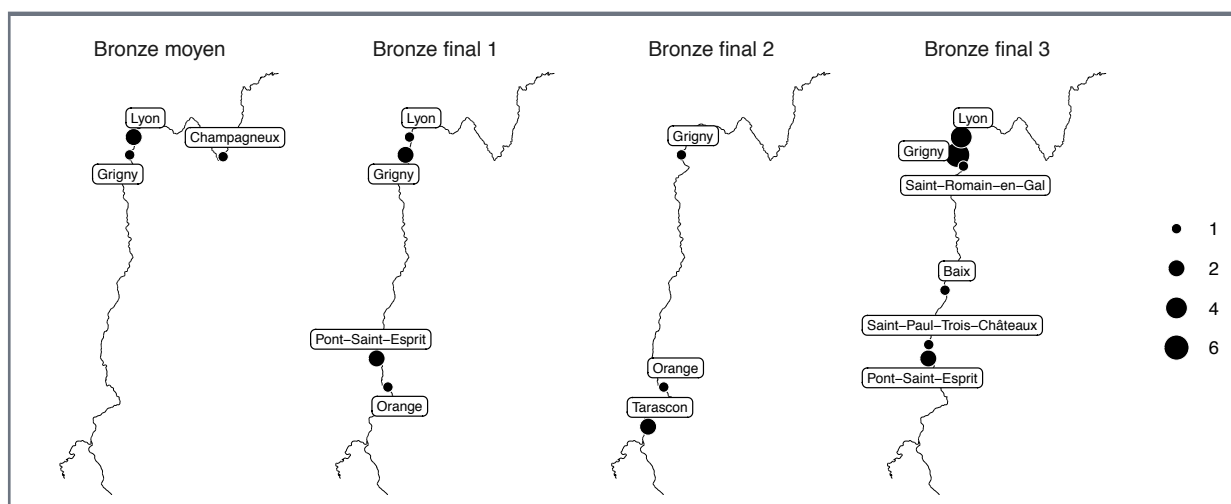 Bronze moyen
Lyon
Champagneux
Grigny
Bronze final 1
Lyon
Grigny
Pont−Saint−Esprit
Orange
Bronze final 2
Grigny
Orange
Tarascon
Bronze final 3
Lyon
Grigny
Saint−Romain−en−Gal
Baix
Saint−Paul−Trois−Châteaux
Pont−Saint−Esprit
1
2
4
6